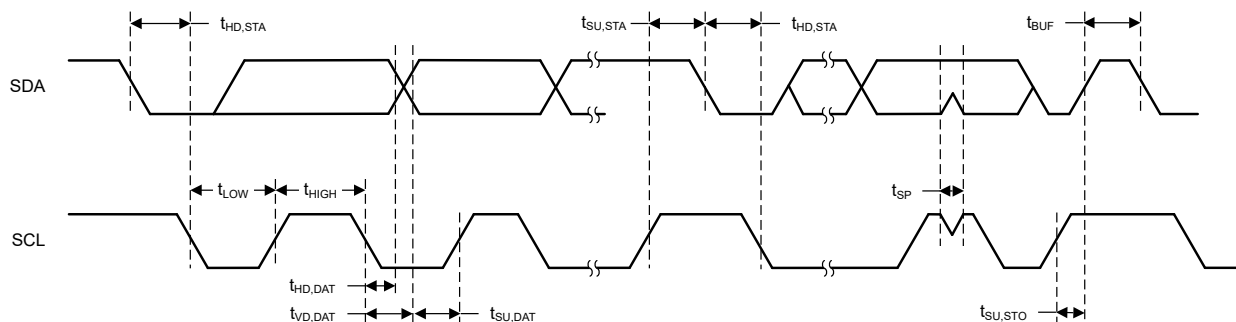 tHD,STA
tSU,STA
tHD,STA
tBUF
SDA
tLOW
tHIGH
tSP
SCL
tHD,DAT
tVD,DAT
tSU,DAT
tSU,STO